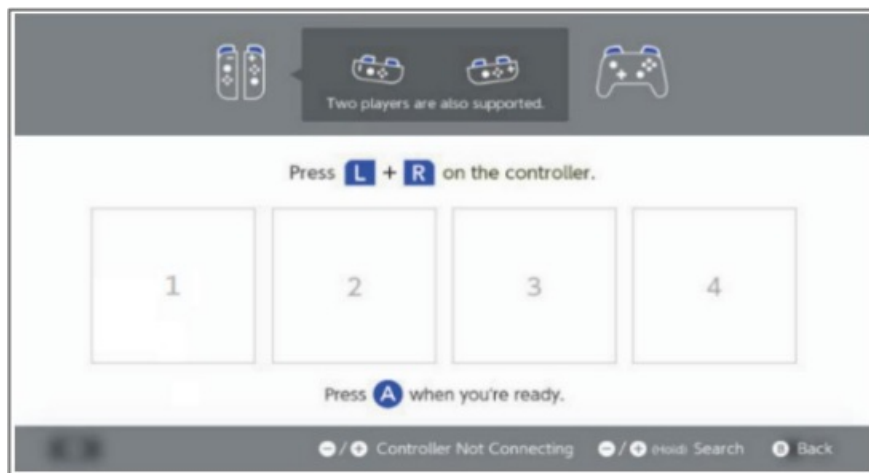 Two players are also supported.
Press L + R on the controller.
1 2 3 4
Press A when you're ready.
⊖/⊕ Controller Not Connecting ⊖/⊕ (Hold) Search Ⓑ Back